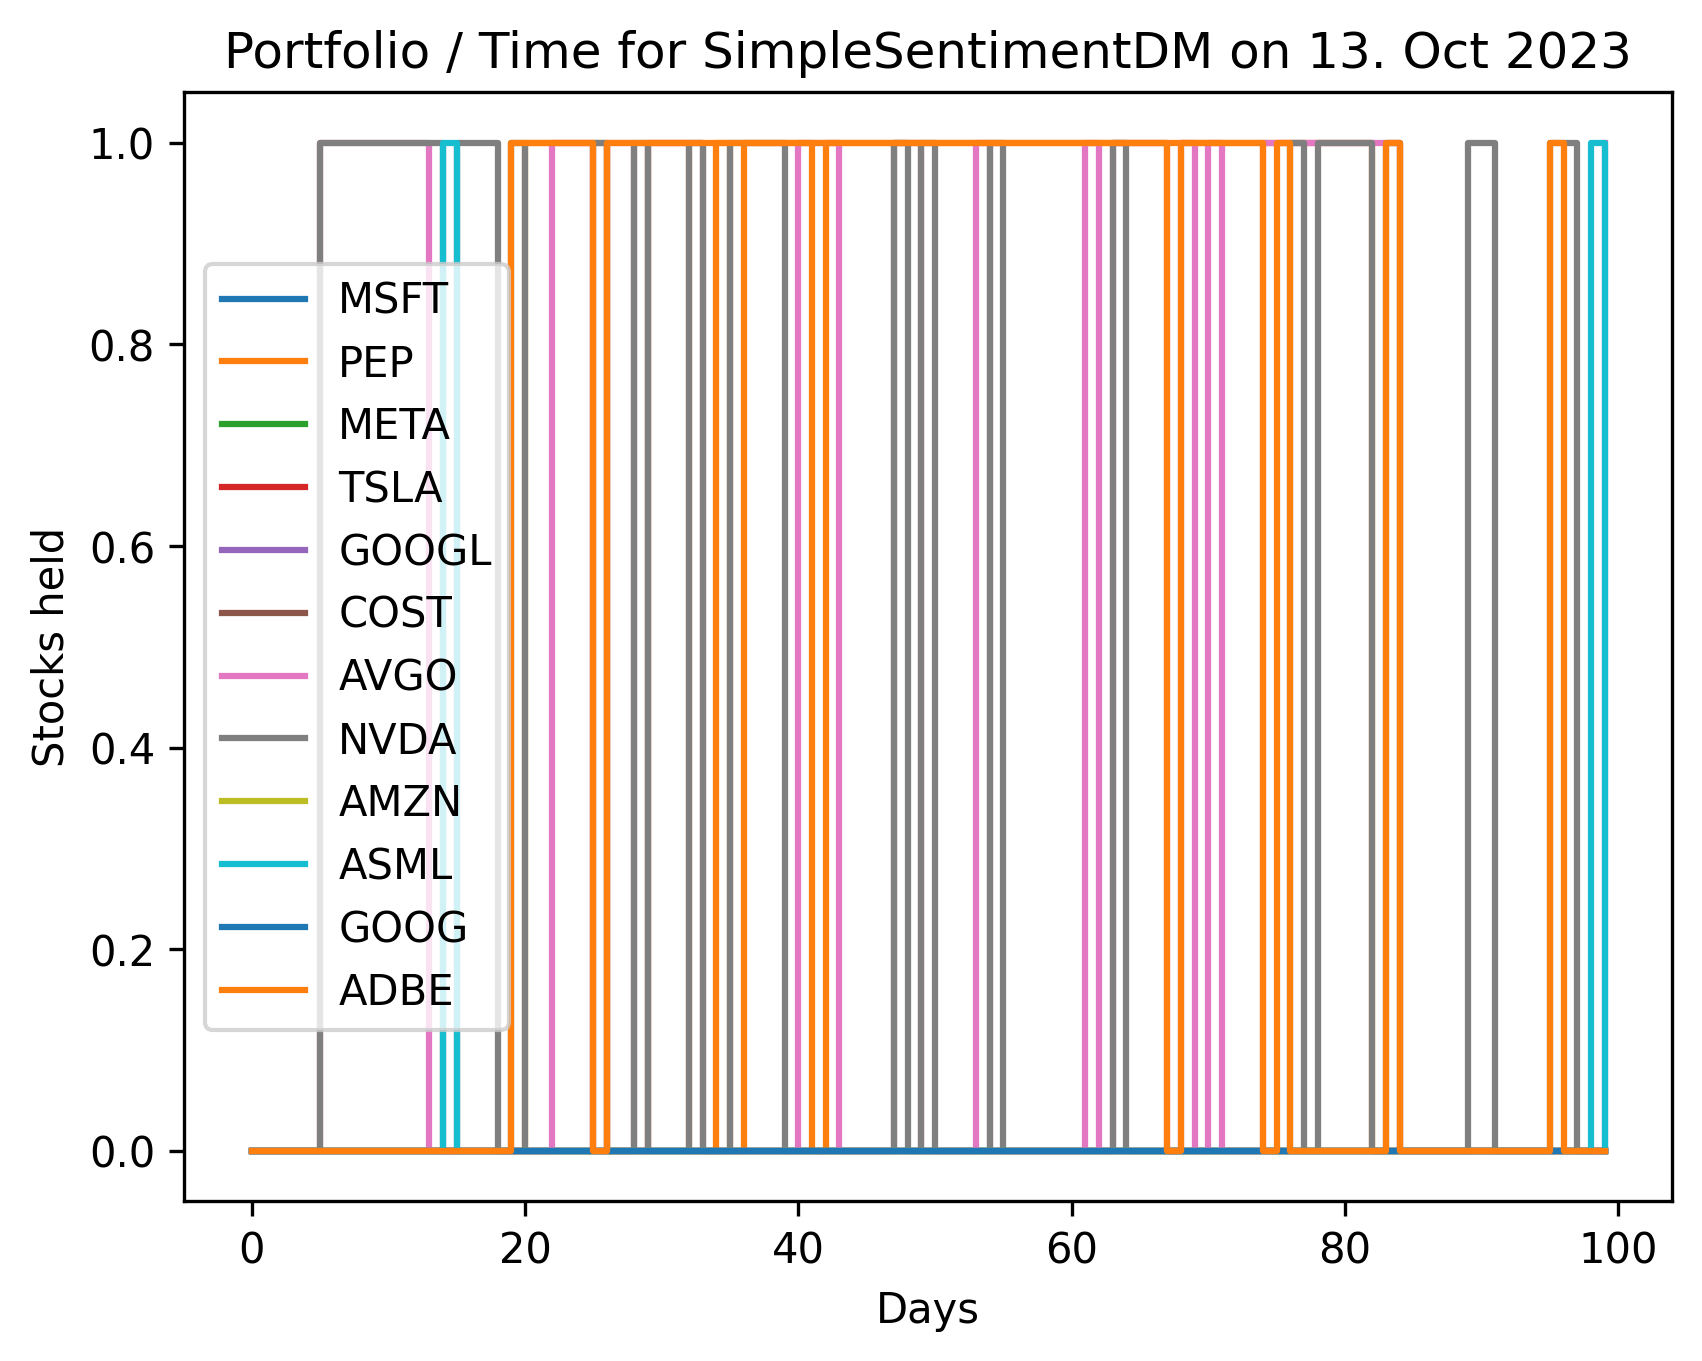 Portfolio / Time for SimpleSentimentDM on 13. Oct 2023
1.0
0.8
0.6
0.4
0.2
0.0
Stocks held
MSFT
PEP
META
TSLA
GOOGL
COST
AVGO
NVDA
AMZN
ASML
GOOG
ADBE
0 20 40 60 80 100
Days